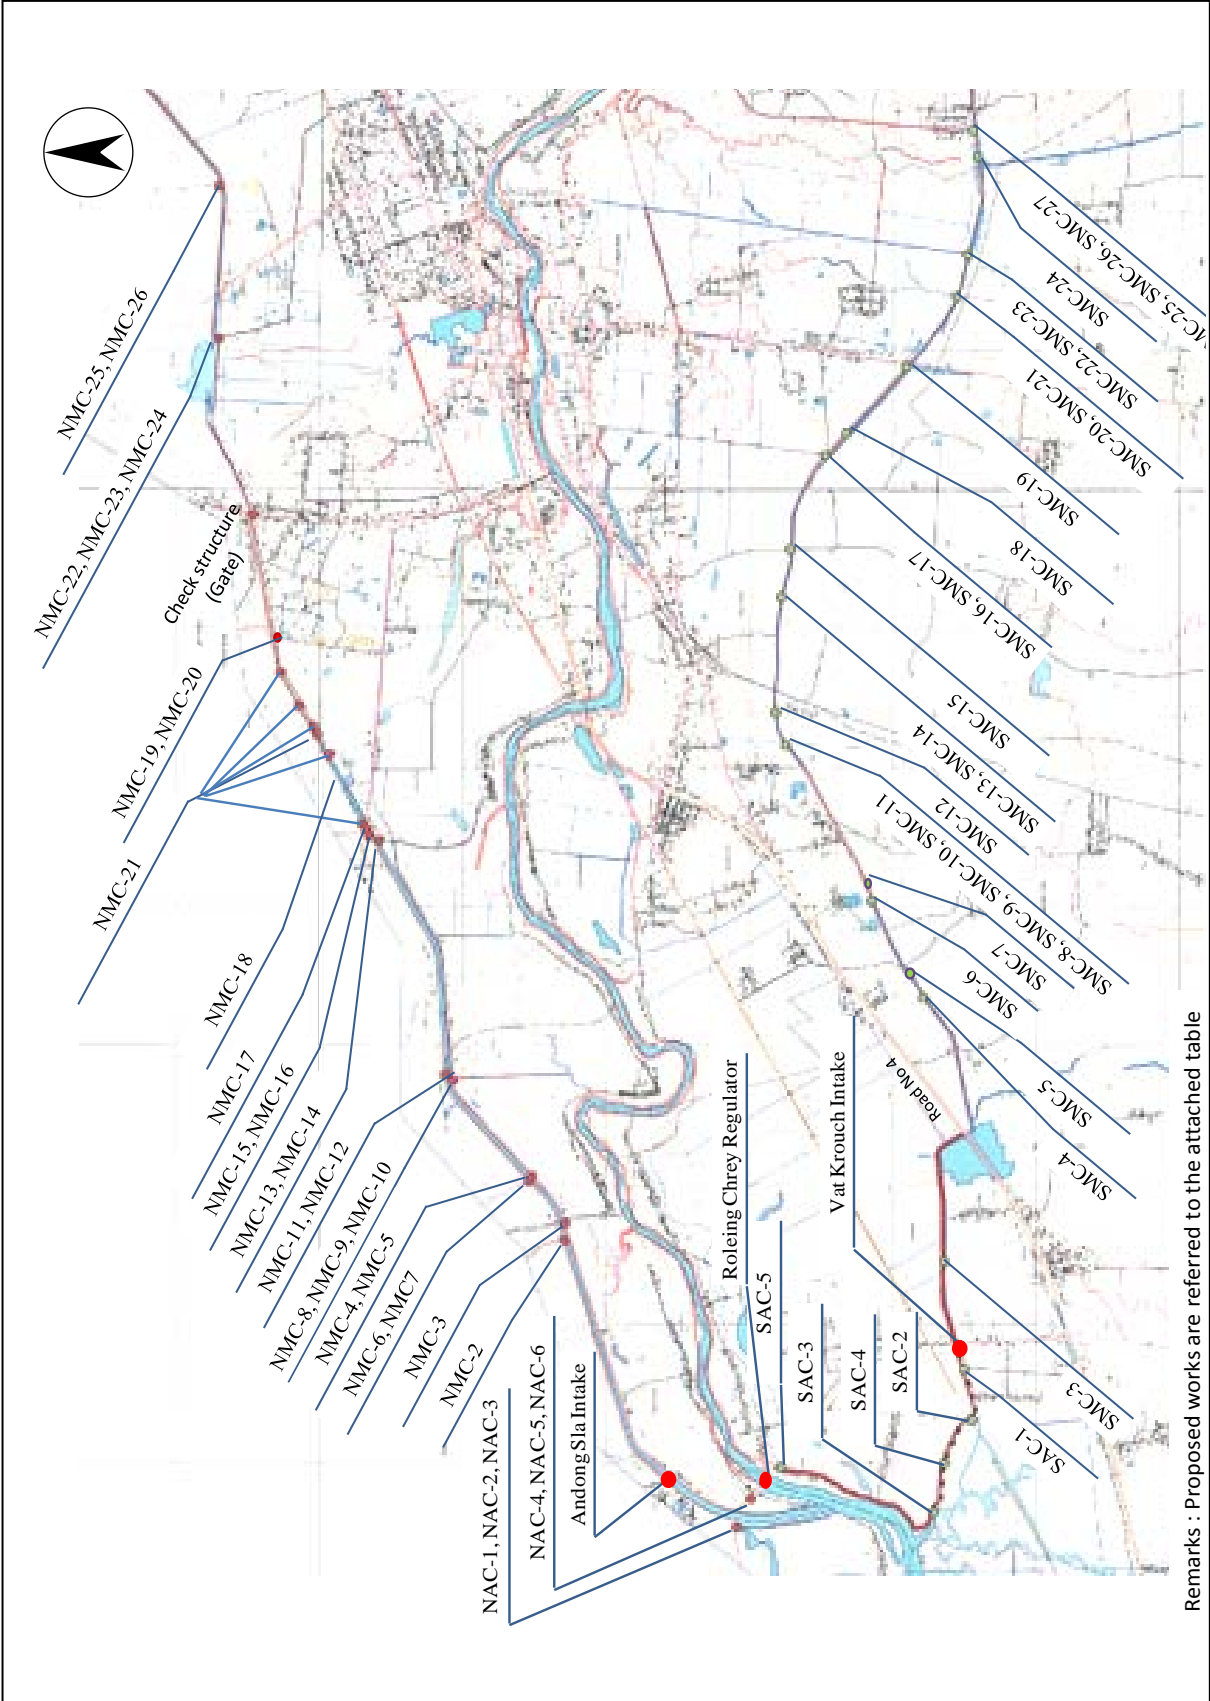 NMC-25, NMC-26
NMC-22, NMC-23, NMC-24
Check structure
(Gate)
NMC-19, NMC-20
NMC-21
NMC-18
NMC-17
NMC-15, NMC-16
NMC-13, NMC-14
NMC-11, NMC-12
NMC-8, NMC-9, NMC-10
NMC-4, NMC-5
NMC-6, NMC7
NMC-3
NMC-2
NAC-1, NAC-2, NAC-3
NAC-4, NAC-5, NAC-6
AndongSla Intake
Roleing Chrey Regulator
SAC-5
SAC-3
SAC-4
SAC-2
Vat Krouch Intake
Road No4
SAC-1
SMC-3
SMC-4
SMC-5
SMC-6
SMC-7
SMC-8, SMC-9, SMC-10, SMC-11
SMC-12
SMC-13, SMC-14
SMC-15
SMC-16, SMC-17
SMC-18
SMC-19
SMC-20, SMC-21
SMC-22, SMC-23
SMC-24
MC-25, SMC-26, SMC-27
Remarks : Proposed works are referred to the attached table